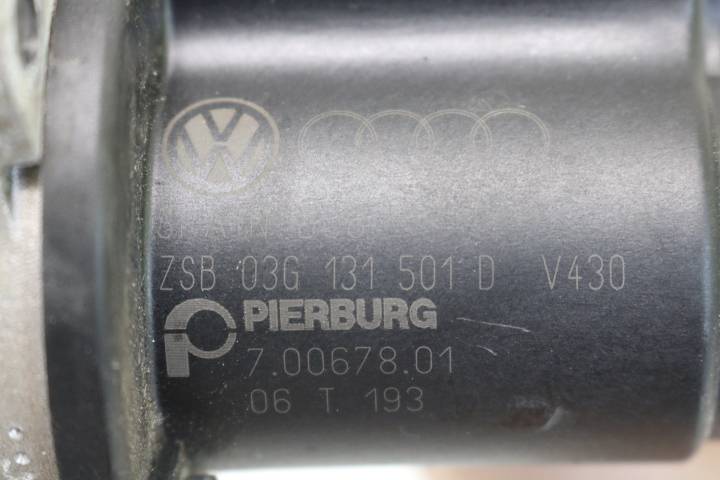 VW
ZSB 03G 131 501 D V430
PIERBURG
7.00678.01
06 T. 193